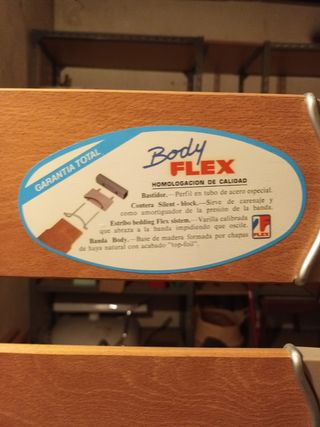 GARANTIA TOTAL
Body
FLEX
HOMOLOGACION DE CALIDAD
Bastidor.—Perfil en tubo de acero especial.
Contera Silent-block.—Sirve de carenaje y
como amortiguador de la presión de la banda.
Estribo bedding Flex sistem.—Varilla calibrada
que abraza a la banda impidiendo que oscile.
Banda Body.—Base de madera formada por chapas
de haya natural con acabado "top-foil".
FLEX